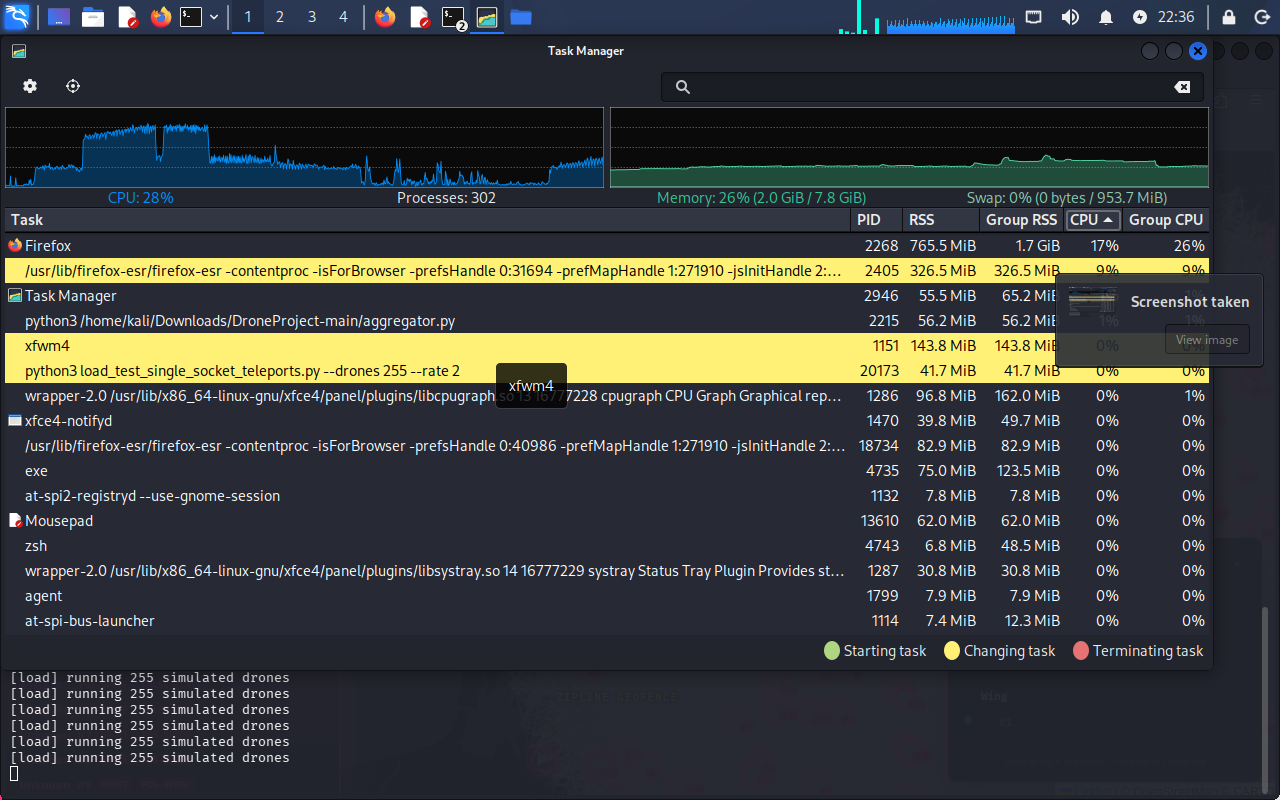 1 2 3 4 2 22:36
Task Manager
CPU: 28% Processes: 302 Memory: 26% (2.0 GiB / 7.8 GiB) Swap: 0% (0 bytes / 953.7 MiB)
Task PID RSS Group RSS CPU Group CPU
Firefox 2268 765.5 MiB 1.7 GiB 17% 26%
/usr/lib/firefox-esr/firefox-esr -contentproc -isForBrowser -prefsHandle 0:31694 -prefMapHandle 1:271910 -jsInitHandle 2:... 2405 326.5 MiB 326.5 MiB 9% 9%
Task Manager 2946 55.5 MiB 65.2 MiB 1%
Screenshot taken
python3 /home/kali/Downloads/DroneProject-main/aggregator.py 2215 56.2 MiB 56.2 MiB 1% 1%
View image
xfwm4 1151 143.8 MiB 143.8 MiB 0% 0%
python3 load_test_single_socket_teleports.py --drones 255 --rate 2 20173 41.7 MiB 41.7 MiB 0% 0%
xfwm4
wrapper-2.0 /usr/lib/x86_64-linux-gnu/xfce4/panel/plugins/libcpugraph.so 13 16777228 cpugraph CPU Graph Graphical rep... 1286 96.8 MiB 162.0 MiB 0% 1%
xfce4-notifyd 1470 39.8 MiB 49.7 MiB 0% 0%
/usr/lib/firefox-esr/firefox-esr -contentproc -isForBrowser -prefsHandle 0:40986 -prefMapHandle 1:271910 -jsInitHandle 2:... 18734 82.9 MiB 82.9 MiB 0% 0%
exe 4735 75.0 MiB 123.5 MiB 0% 0%
at-spi2-registryd --use-gnome-session 1132 7.8 MiB 7.8 MiB 0% 0%
Mousepad 13610 62.0 MiB 62.0 MiB 0% 0%
zsh 4743 6.8 MiB 48.5 MiB 0% 0%
wrapper-2.0 /usr/lib/x86_64-linux-gnu/xfce4/panel/plugins/libsystray.so 14 16777229 systray Status Tray Plugin Provides st... 1287 30.8 MiB 30.8 MiB 0% 0%
agent 1799 7.9 MiB 7.9 MiB 0% 0%
at-spi-bus-launcher 1114 7.4 MiB 12.3 MiB 0% 0%
Starting task Changing task Terminating task
[load] running 255 simulated drones
[load] running 255 simulated drones
[load] running 255 simulated drones
[load] running 255 simulated drones
[load] running 255 simulated drones
[load] running 255 simulated drones
Wing